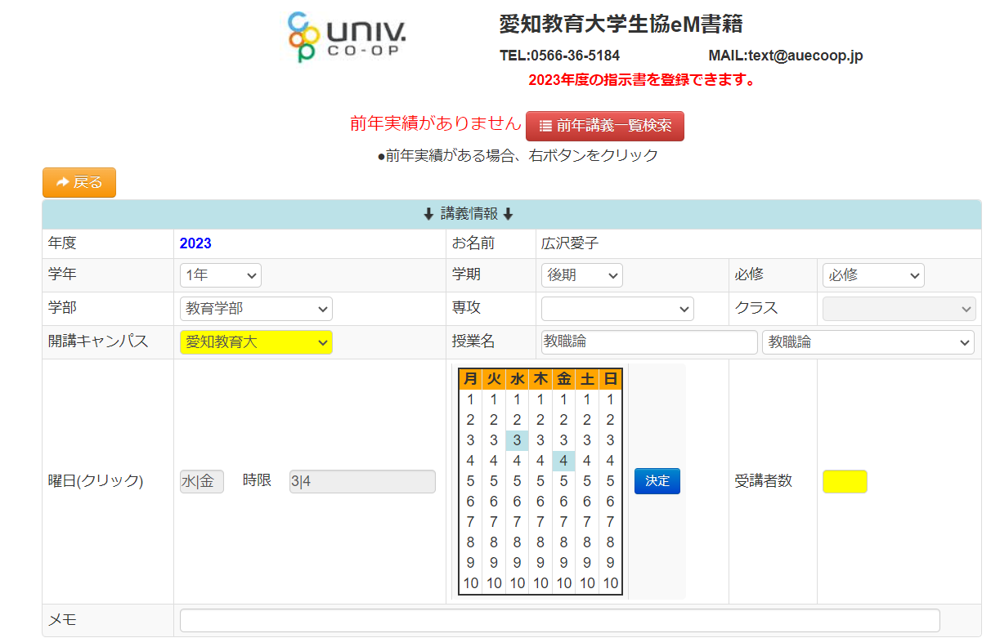 UNIV.
CO-OP
愛知教育大学生協eM書籍
TEL:0566-36-5184 MAIL:text@auecoop.jp
2023年度の指示書を登録できます。
前年実績がありません 前年講義一覧検索
●前年実績がある場合、右ボタンをクリック
戻る
講義情報
年度 2023 お名前 広沢愛子
学年 1年 学期 後期 必修 必修
学部 教育学部 専攻 クラス
開講キャンパス 愛知教育大 授業名 教職論 教職論
月 火 水 木 金 土 日
1 1 1 1 1 1 1
2 2 2 2 2 2 2
3 3 3 3 3 3 3
4 4 4 4 4 4 4
曜日(クリック) 水|金 時限 3|4 5 5 5 5 5 5 5 決定 受講者数
6 6 6 6 6 6 6
7 7 7 7 7 7 7
8 8 8 8 8 8 8
9 9 9 9 9 9 9
10 10 10 10 10 10 10
メモ